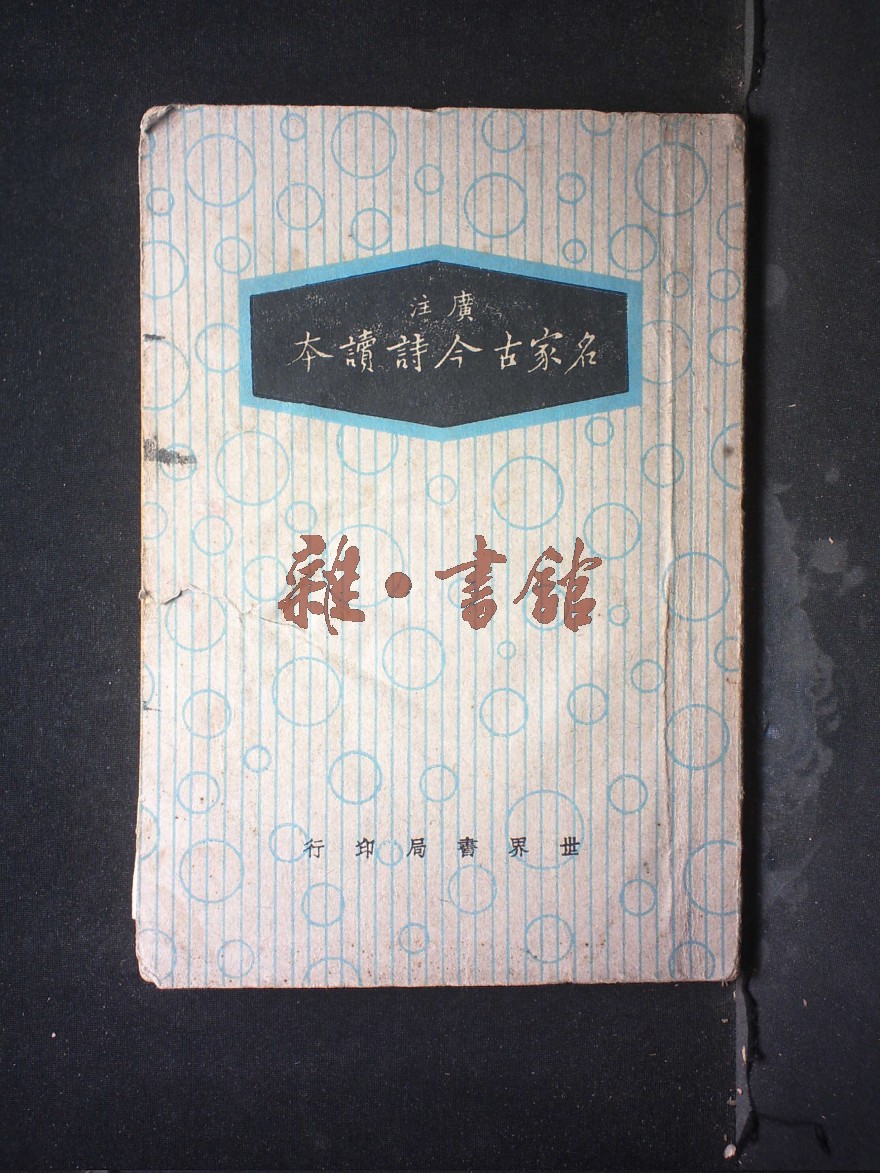 廣注
名家古今詩讀本
雜·書館
世界書局印行